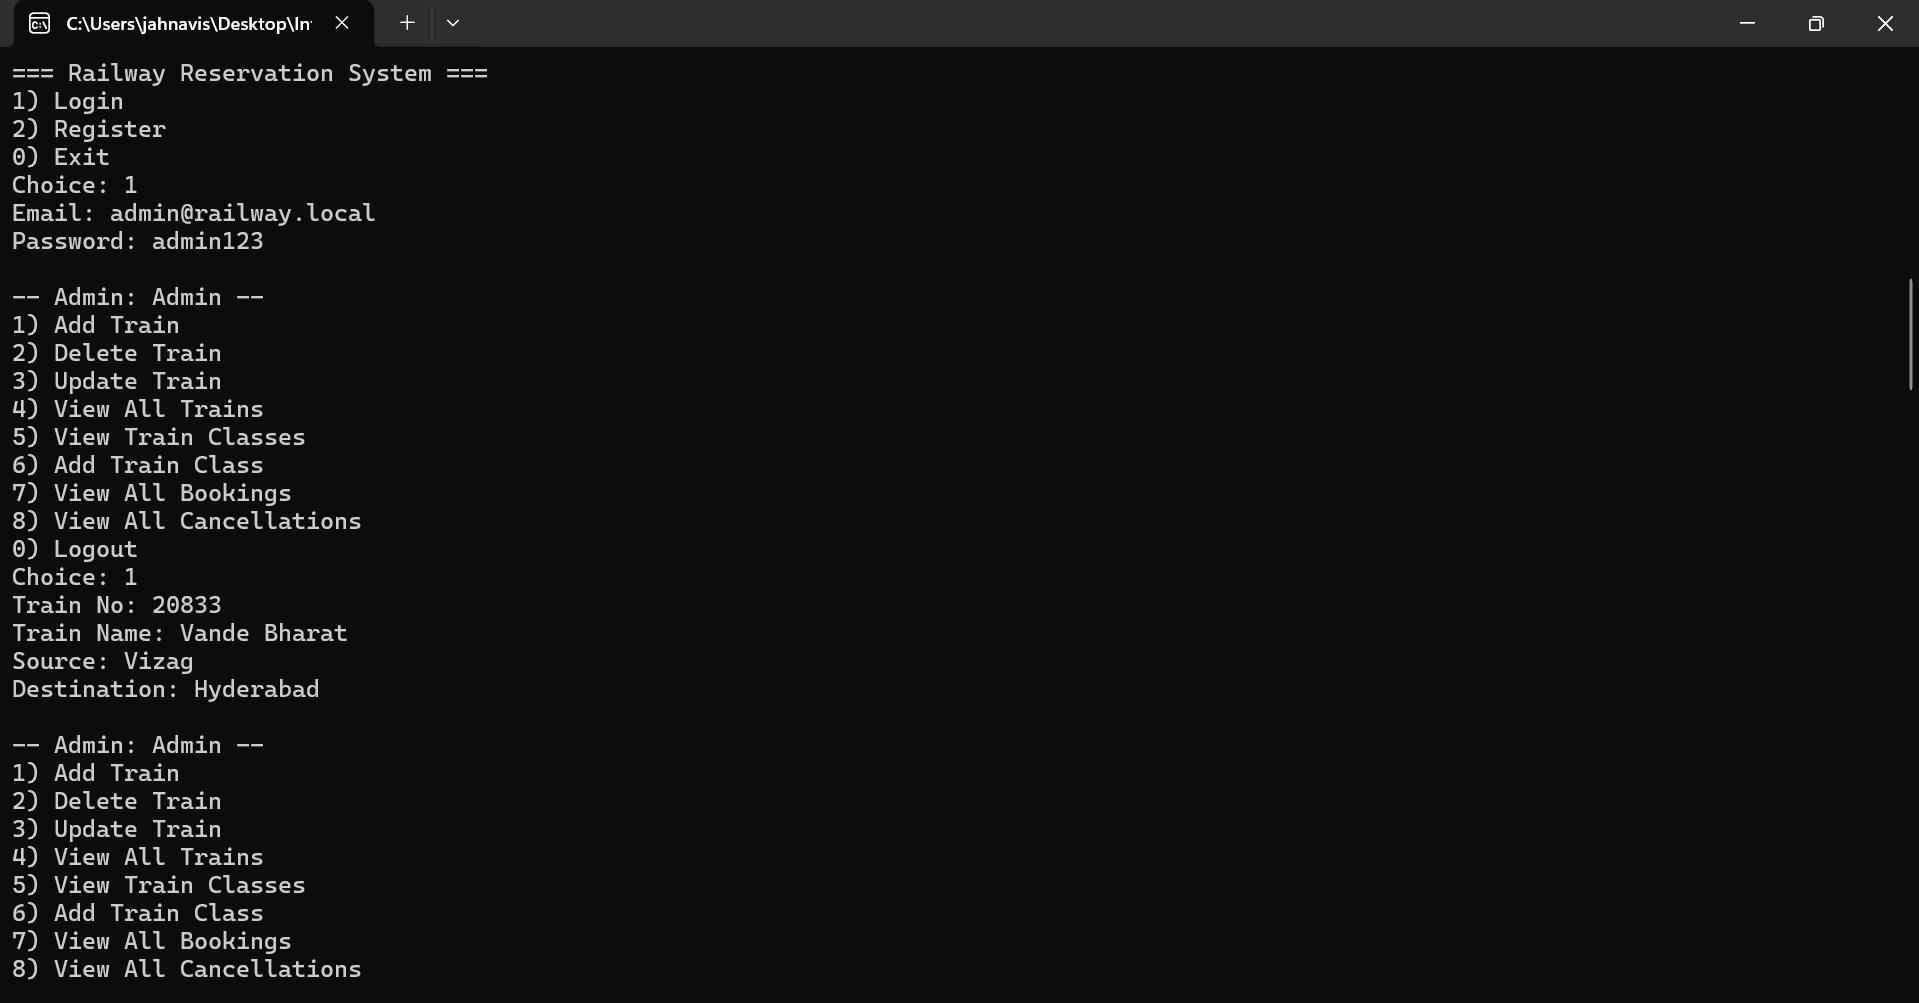 C:\Users\jahnavis\Desktop\In
=== Railway Reservation System ===
1) Login
2) Register
0) Exit
Choice: 1
Email: admin@railway.local
Password: admin123
-- Admin: Admin --
1) Add Train
2) Delete Train
3) Update Train
4) View All Trains
5) View Train Classes
6) Add Train Class
7) View All Bookings
8) View All Cancellations
0) Logout
Choice: 1
Train No: 20833
Train Name: Vande Bharat
Source: Vizag
Destination: Hyderabad
-- Admin: Admin --
1) Add Train
2) Delete Train
3) Update Train
4) View All Trains
5) View Train Classes
6) Add Train Class
7) View All Bookings
8) View All Cancellations